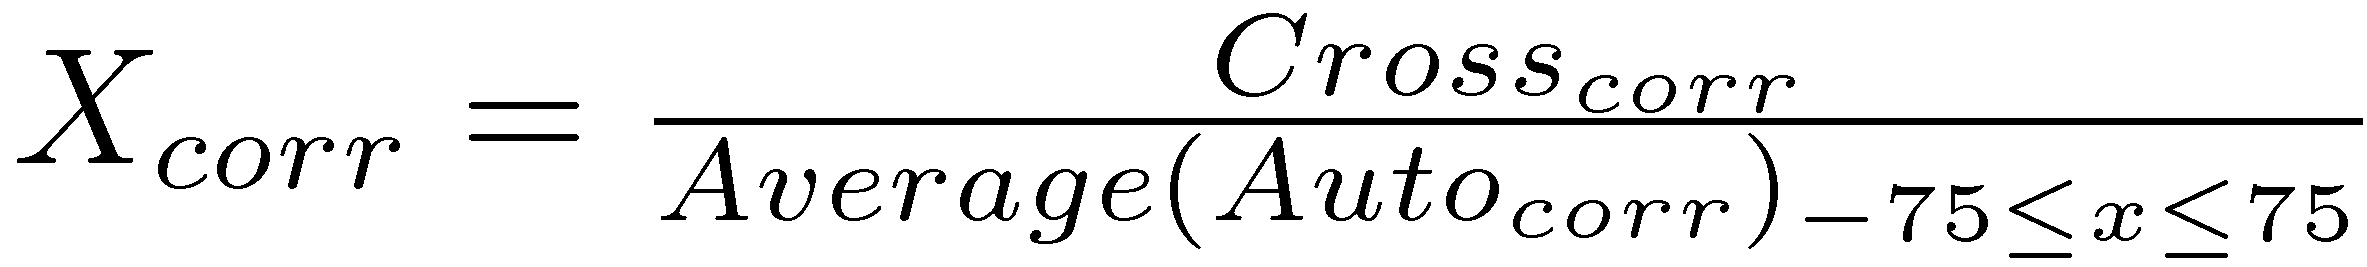 X_{corr} = \frac{Cross_{corr}}{Average(Auto_{corr})_{-75 \leq x \leq 75}}